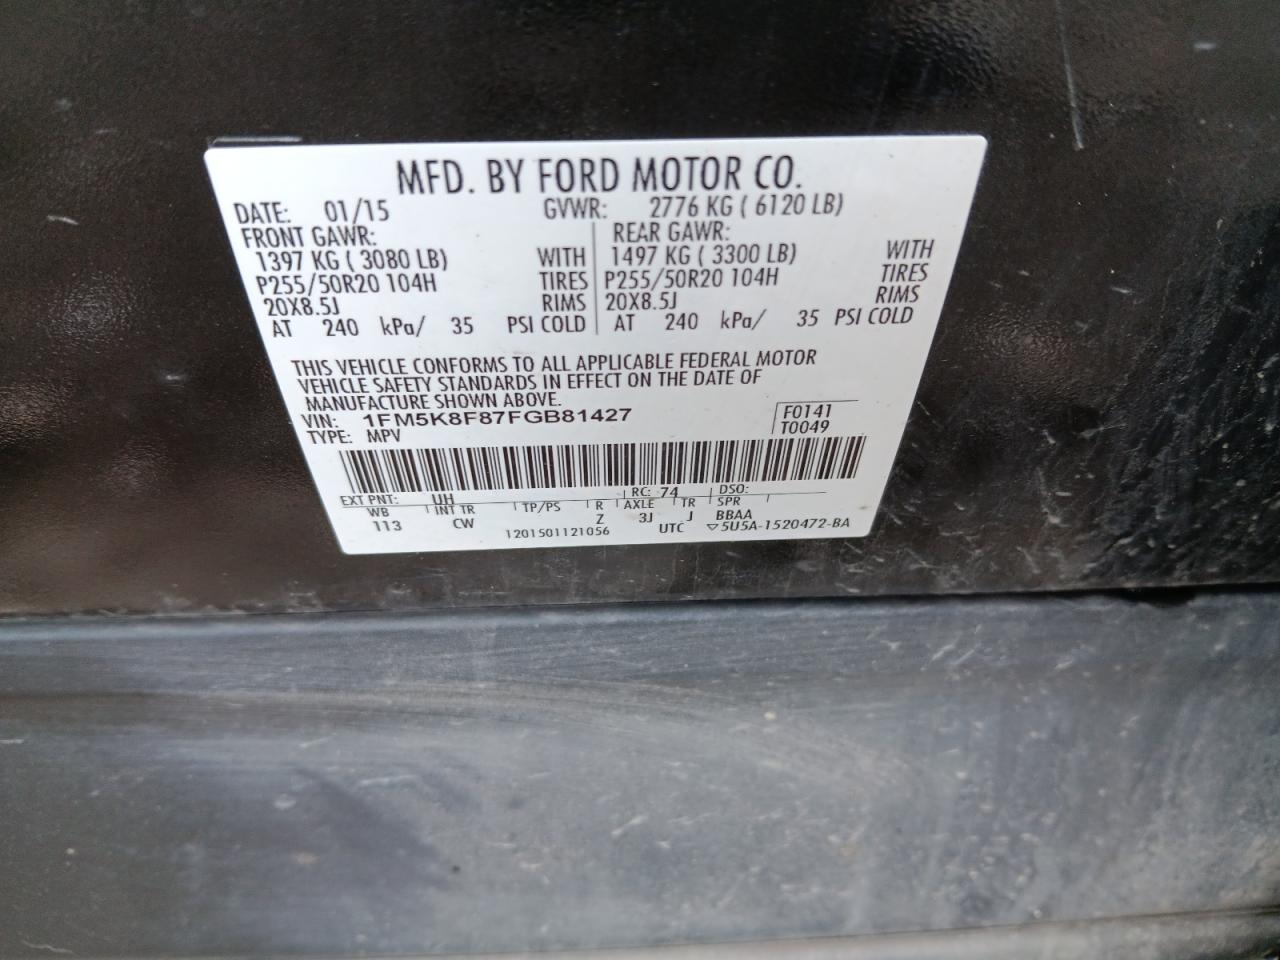 MFD. BY FORD MOTOR CO.
DATE: 01/15 GVWR: 2776 KG ( 6120 LB)
FRONT GAWR: REAR GAWR:
1397 KG ( 3080 LB) WITH 1497 KG ( 3300 LB) WITH
P255/50R20 104H TIRES P255/50R20 104H TIRES
20X8.5J RIMS 20X8.5J RIMS
AT 240 kPa/ 35 PSI COLD AT 240 kPa/ 35 PSI COLD
THIS VEHICLE CONFORMS TO ALL APPLICABLE FEDERAL MOTOR
VEHICLE SAFETY STANDARDS IN EFFECT ON THE DATE OF
MANUFACTURE SHOWN ABOVE.
VIN: 1FM5K8F87FGB81427 F0141
TYPE: MPV T0049
EXT PNT: UH RC: 74 DSO:
WB INT TR TP/PS R AXLE TR SPR
113 CW Z 3J J BBAA
1201501121056 UTC ▽5U5A-1520472-BA